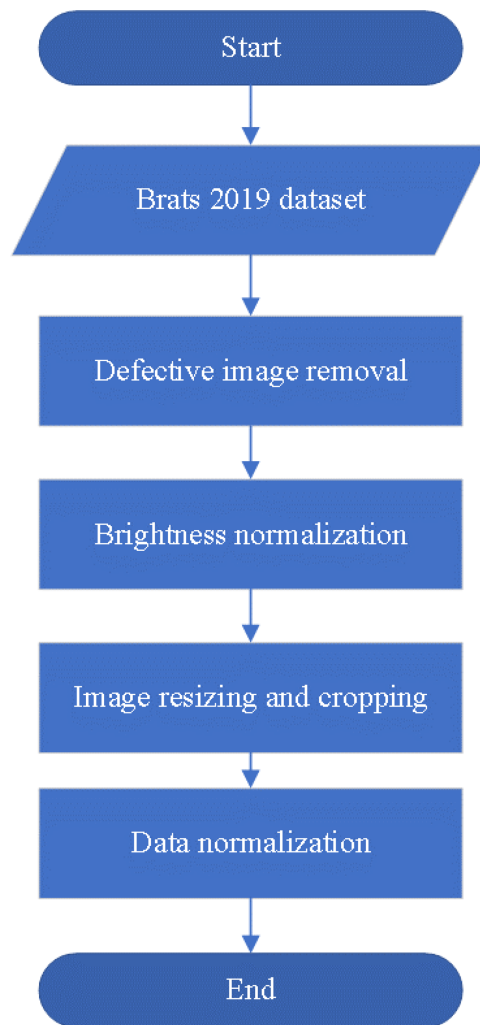 Start
Brats 2019 dataset
Defective image removal
Brightness normalization
Image resizing and cropping
Data normalization
End